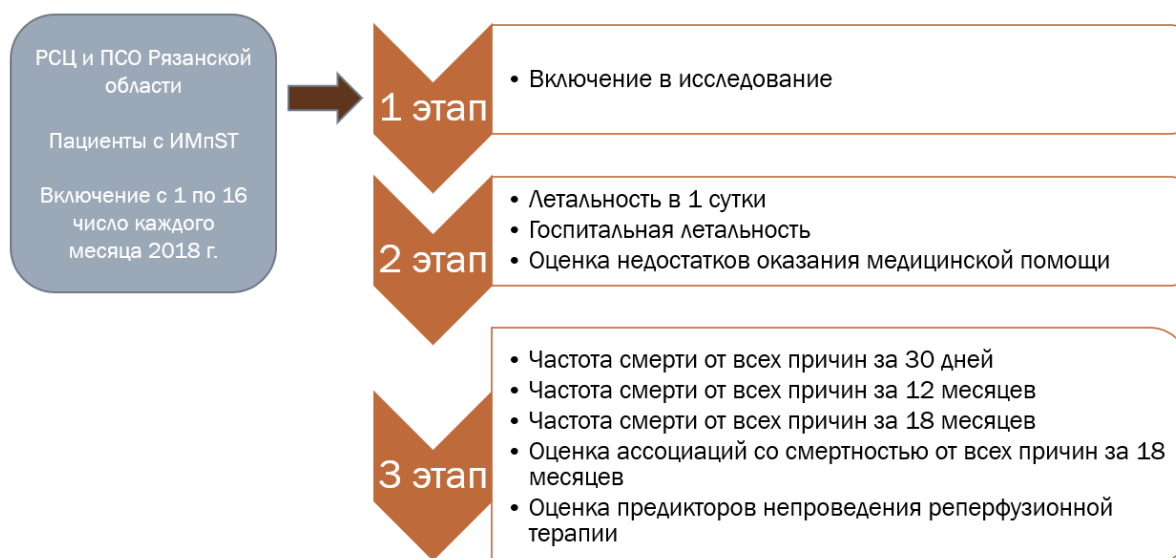 РСЦ и ПСО Рязанской
области
Пациенты с ИМпST
Включение с 1 по 16
число каждого
месяца 2018 г.
1 этап
• Включение в исследование
2 этап
• Летальность в 1 сутки
• Госпитальная летальность
• Оценка недостатков оказания медицинской помощи
3 этап
• Частота смерти от всех причин за 30 дней
• Частота смерти от всех причин за 12 месяцев
• Частота смерти от всех причин за 18 месяцев
• Оценка ассоциаций со смертностью от всех причин за 18
месяцев
• Оценка предикторов непроведения реперфузионной
терапии